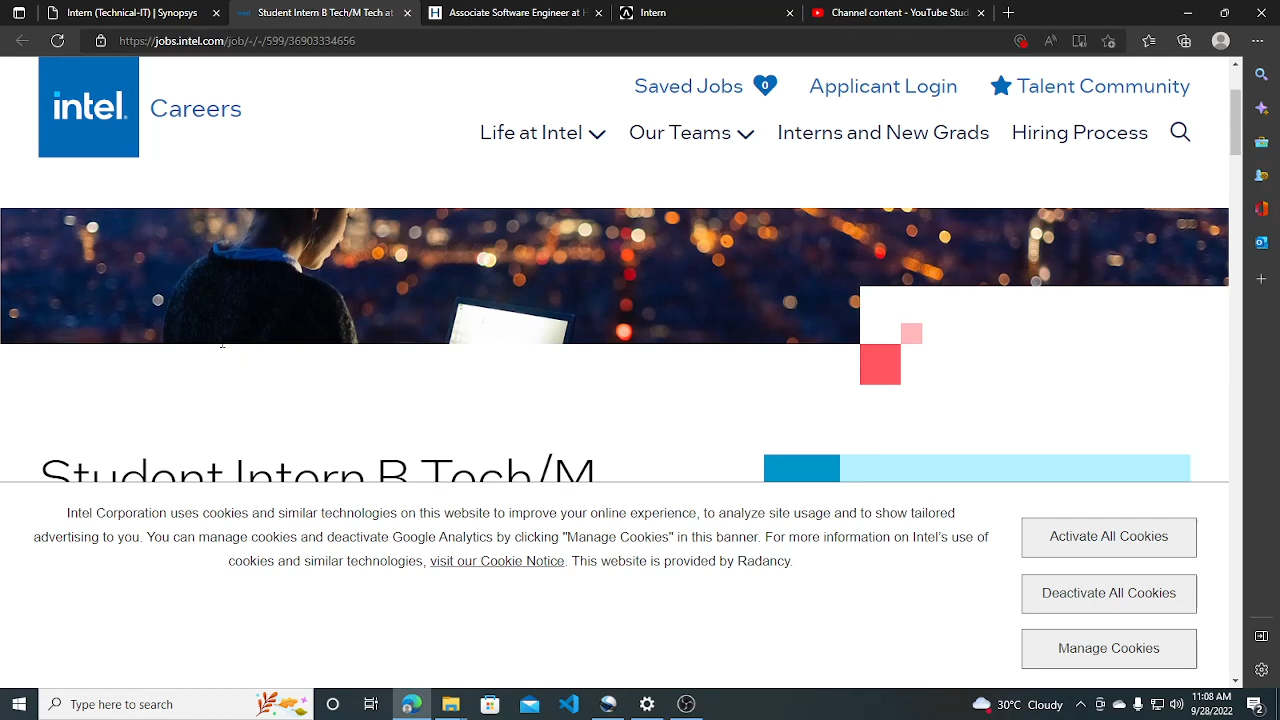 Intern (Technical-IT) | Synopsys
Student Intern B Tech/M Tech at
Associate Software Engineer at H
Intern
Channel content - YouTube Stud
https://jobs.intel.com/job/-/-/599/36903334656
intel.
Careers
Saved Jobs 0 Applicant Login Talent Community
Life at Intel Our Teams Interns and New Grads Hiring Process
Student Intern B Tech/M
Intel Corporation uses cookies and similar technologies on this website to improve your online experience, to analyze site usage and to show tailored
advertising to you. You can manage cookies and deactivate Google Analytics by clicking "Manage Cookies" in this banner. For more information on Intel's use of
cookies and similar technologies, visit our Cookie Notice. This website is provided by Radancy.
Activate All Cookies
Deactivate All Cookies
Manage Cookies
Type here to search
30°C Cloudy
11:08 AM
9/28/2022
2